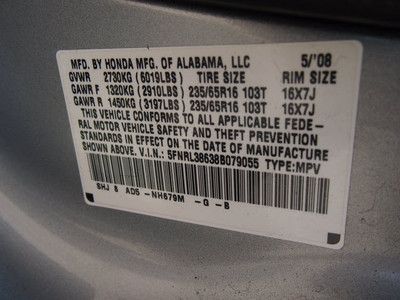 MFD. BY HONDA MFG. OF ALABAMA, LLC 5/'08
GVWR 2730KG (6019LBS) TIRE SIZE RIM SIZE
GAWR F 1320KG (2910LBS) 235/65R16 103T 16X7J
GAWR R 1450KG (3197LBS) 235/65R16 103T 16X7J
THIS VEHICLE CONFORMS TO ALL APPLICABLE FEDE-
RAL MOTOR VEHICLE SAFETY AND THEFT PREVENTION
STANDARDS IN EFFECT ON THE DATE OF MANUFACTURE
SHOWN ABOVE. V.I.N.: 5FNRL38638B079055 TYPE:MPV
SHJ 8 AD5 -NH679M -G -B